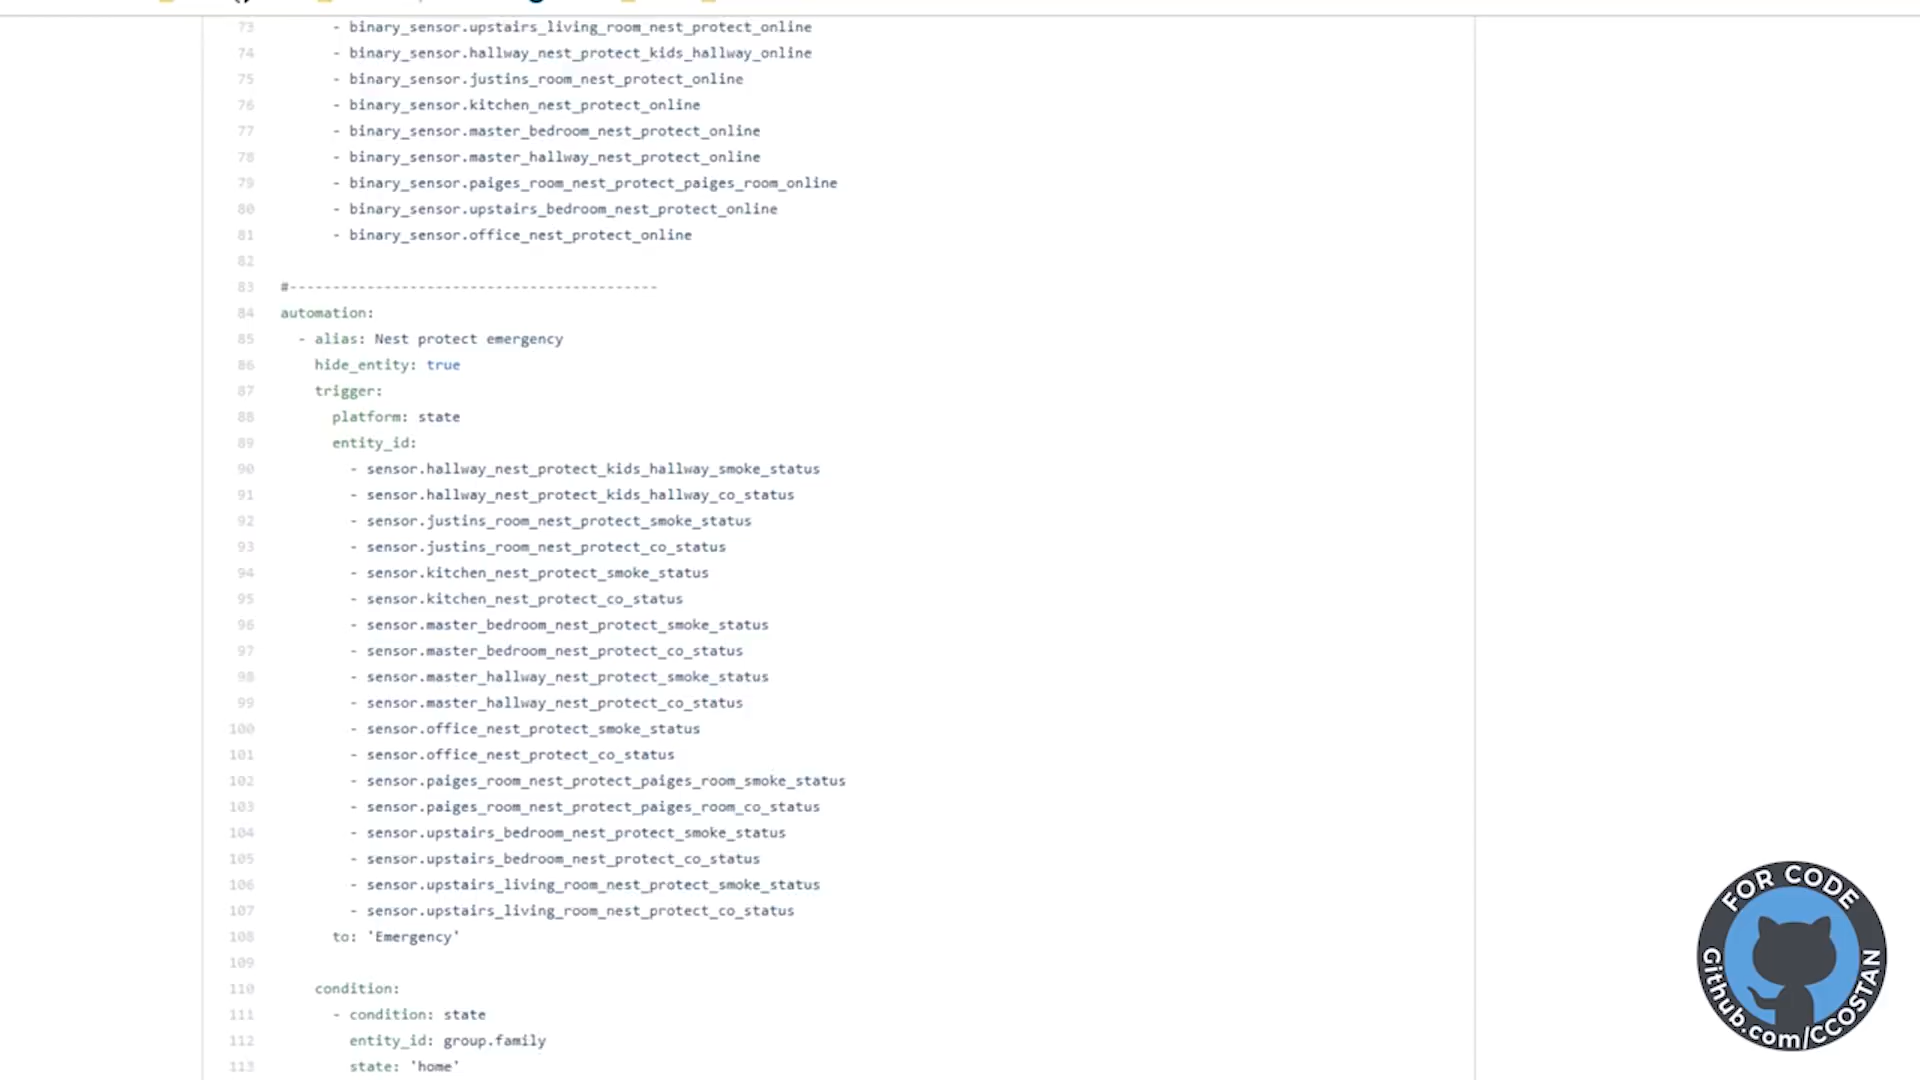 73 - binary_sensor.upstairs_living_room_nest_protect_online
74 - binary_sensor.hallway_nest_protect_kids_hallway_online
75 - binary_sensor.justins_room_nest_protect_online
76 - binary_sensor.kitchen_nest_protect_online
77 - binary_sensor.master_bedroom_nest_protect_online
78 - binary_sensor.master_hallway_nest_protect_online
79 - binary_sensor.paiges_room_nest_protect_paiges_room_online
80 - binary_sensor.upstairs_bedroom_nest_protect_online
81 - binary_sensor.office_nest_protect_online
82
83 #-------------------------------------------
84 automation:
85 - alias: Nest protect emergency
86 hide_entity: true
87 trigger:
88 platform: state
89 entity_id:
90 - sensor.hallway_nest_protect_kids_hallway_smoke_status
91 - sensor.hallway_nest_protect_kids_hallway_co_status
92 - sensor.justins_room_nest_protect_smoke_status
93 - sensor.justins_room_nest_protect_co_status
94 - sensor.kitchen_nest_protect_smoke_status
95 - sensor.kitchen_nest_protect_co_status
96 - sensor.master_bedroom_nest_protect_smoke_status
97 - sensor.master_bedroom_nest_protect_co_status
98 - sensor.master_hallway_nest_protect_smoke_status
99 - sensor.master_hallway_nest_protect_co_status
100 - sensor.office_nest_protect_smoke_status
101 - sensor.office_nest_protect_co_status
102 - sensor.paiges_room_nest_protect_paiges_room_smoke_status
103 - sensor.paiges_room_nest_protect_paiges_room_co_status
104 - sensor.upstairs_bedroom_nest_protect_smoke_status
105 - sensor.upstairs_bedroom_nest_protect_co_status
106 - sensor.upstairs_living_room_nest_protect_smoke_status
107 - sensor.upstairs_living_room_nest_protect_co_status
108 to: 'Emergency'
109
110 condition:
111 - condition: state
112 entity_id: group.family
113 state: 'home'
FOR CODE
Github.com/CCOSTAN